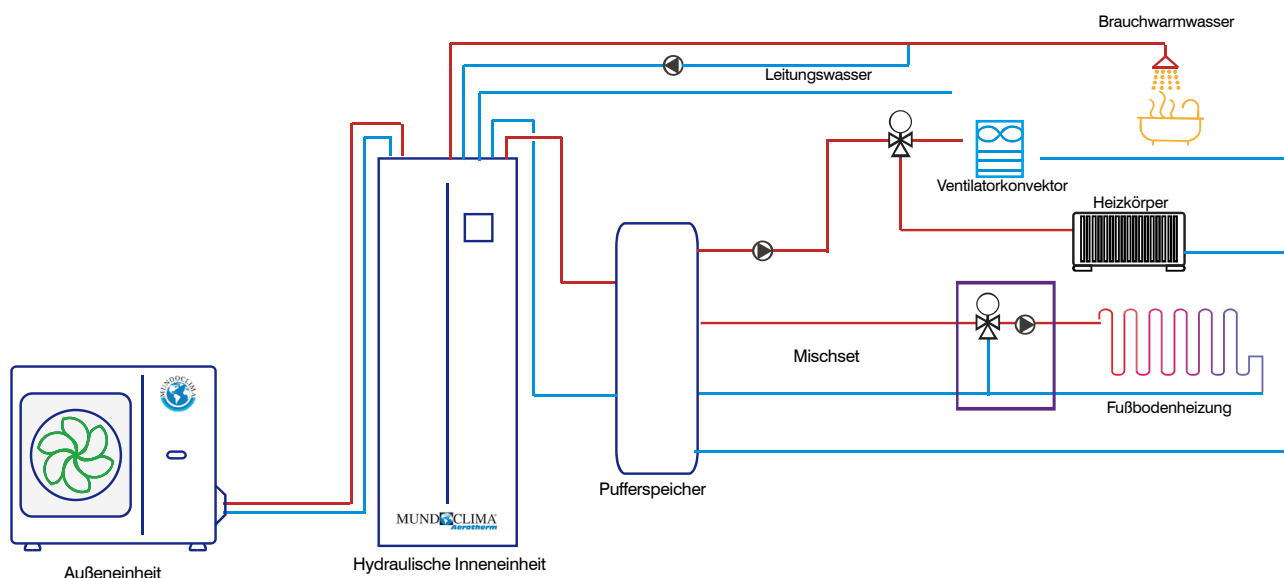 Brauchwarmwasser
Leitungswasser
Ventilatorkonvektor
Heizkörper
Mischset
Fußbodenheizung
MUNDOCLIMA
Pufferspeicher
MUNDOCLIMA®
Aerotherm
Hydraulische Inneneinheit
Außeneinheit